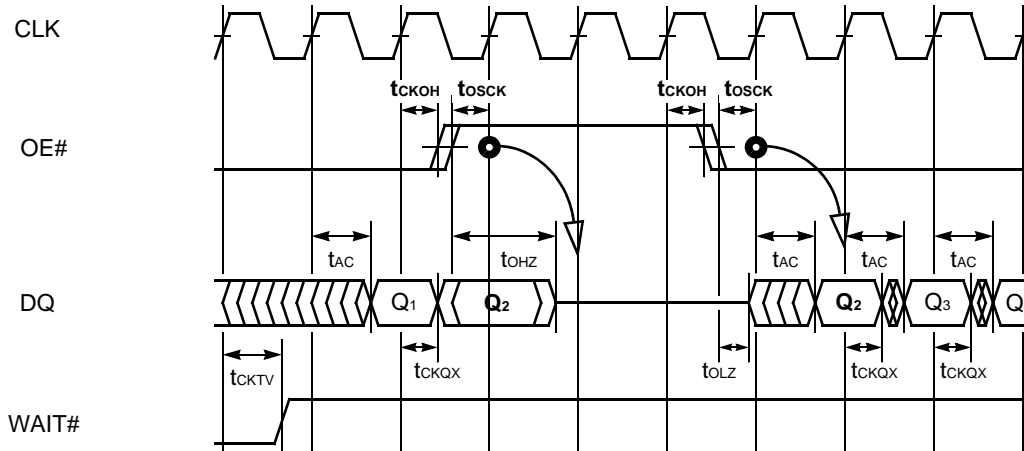 CLK
tCKOH tOSCK tCKOH tOSCK
OE#
tAC tOHZ tAC tAC tAC
DQ Q1 Q2 Q2 Q3 Q
tCKTV tCKQX tOLZ tCKQX tCKQX
WAIT#